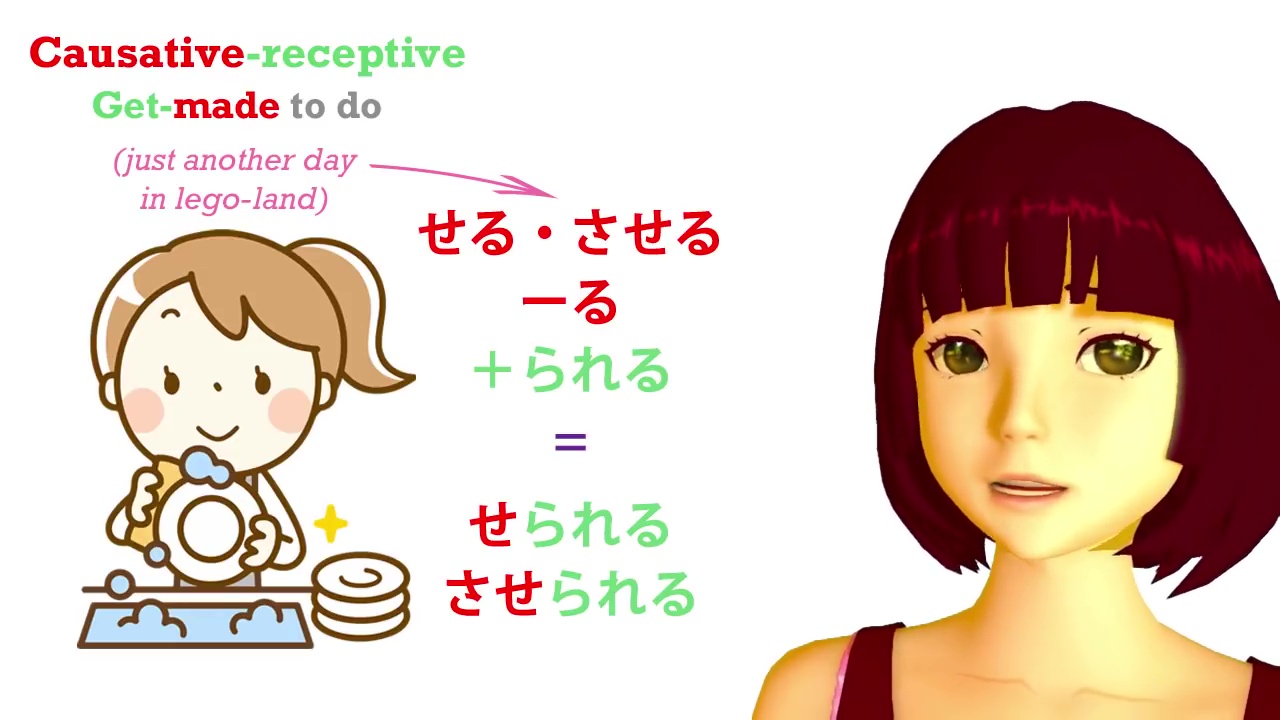 Causative-receptive
Get-made to do
(just another day
in lego-land)
せる・させる
ーる
+られる
=
せられる
させられる